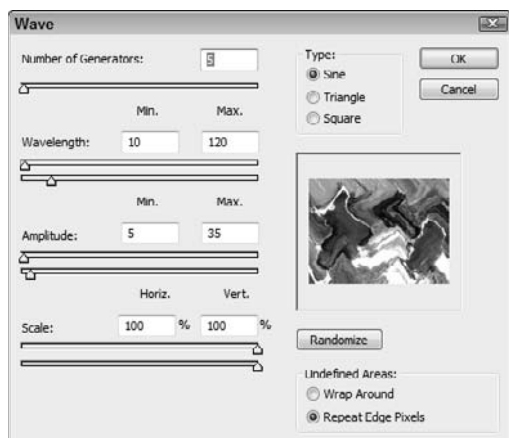 Wave
Number of Generators: 5
Min. Max.
Wavelength: 10 120
Min. Max.
Amplitude: 5 35
Horiz. Vert.
Scale: 100 % 100 %
Type:
Sine
Triangle
Square
OK
Cancel
Randomize
Undefined Areas:
Wrap Around
Repeat Edge Pixels